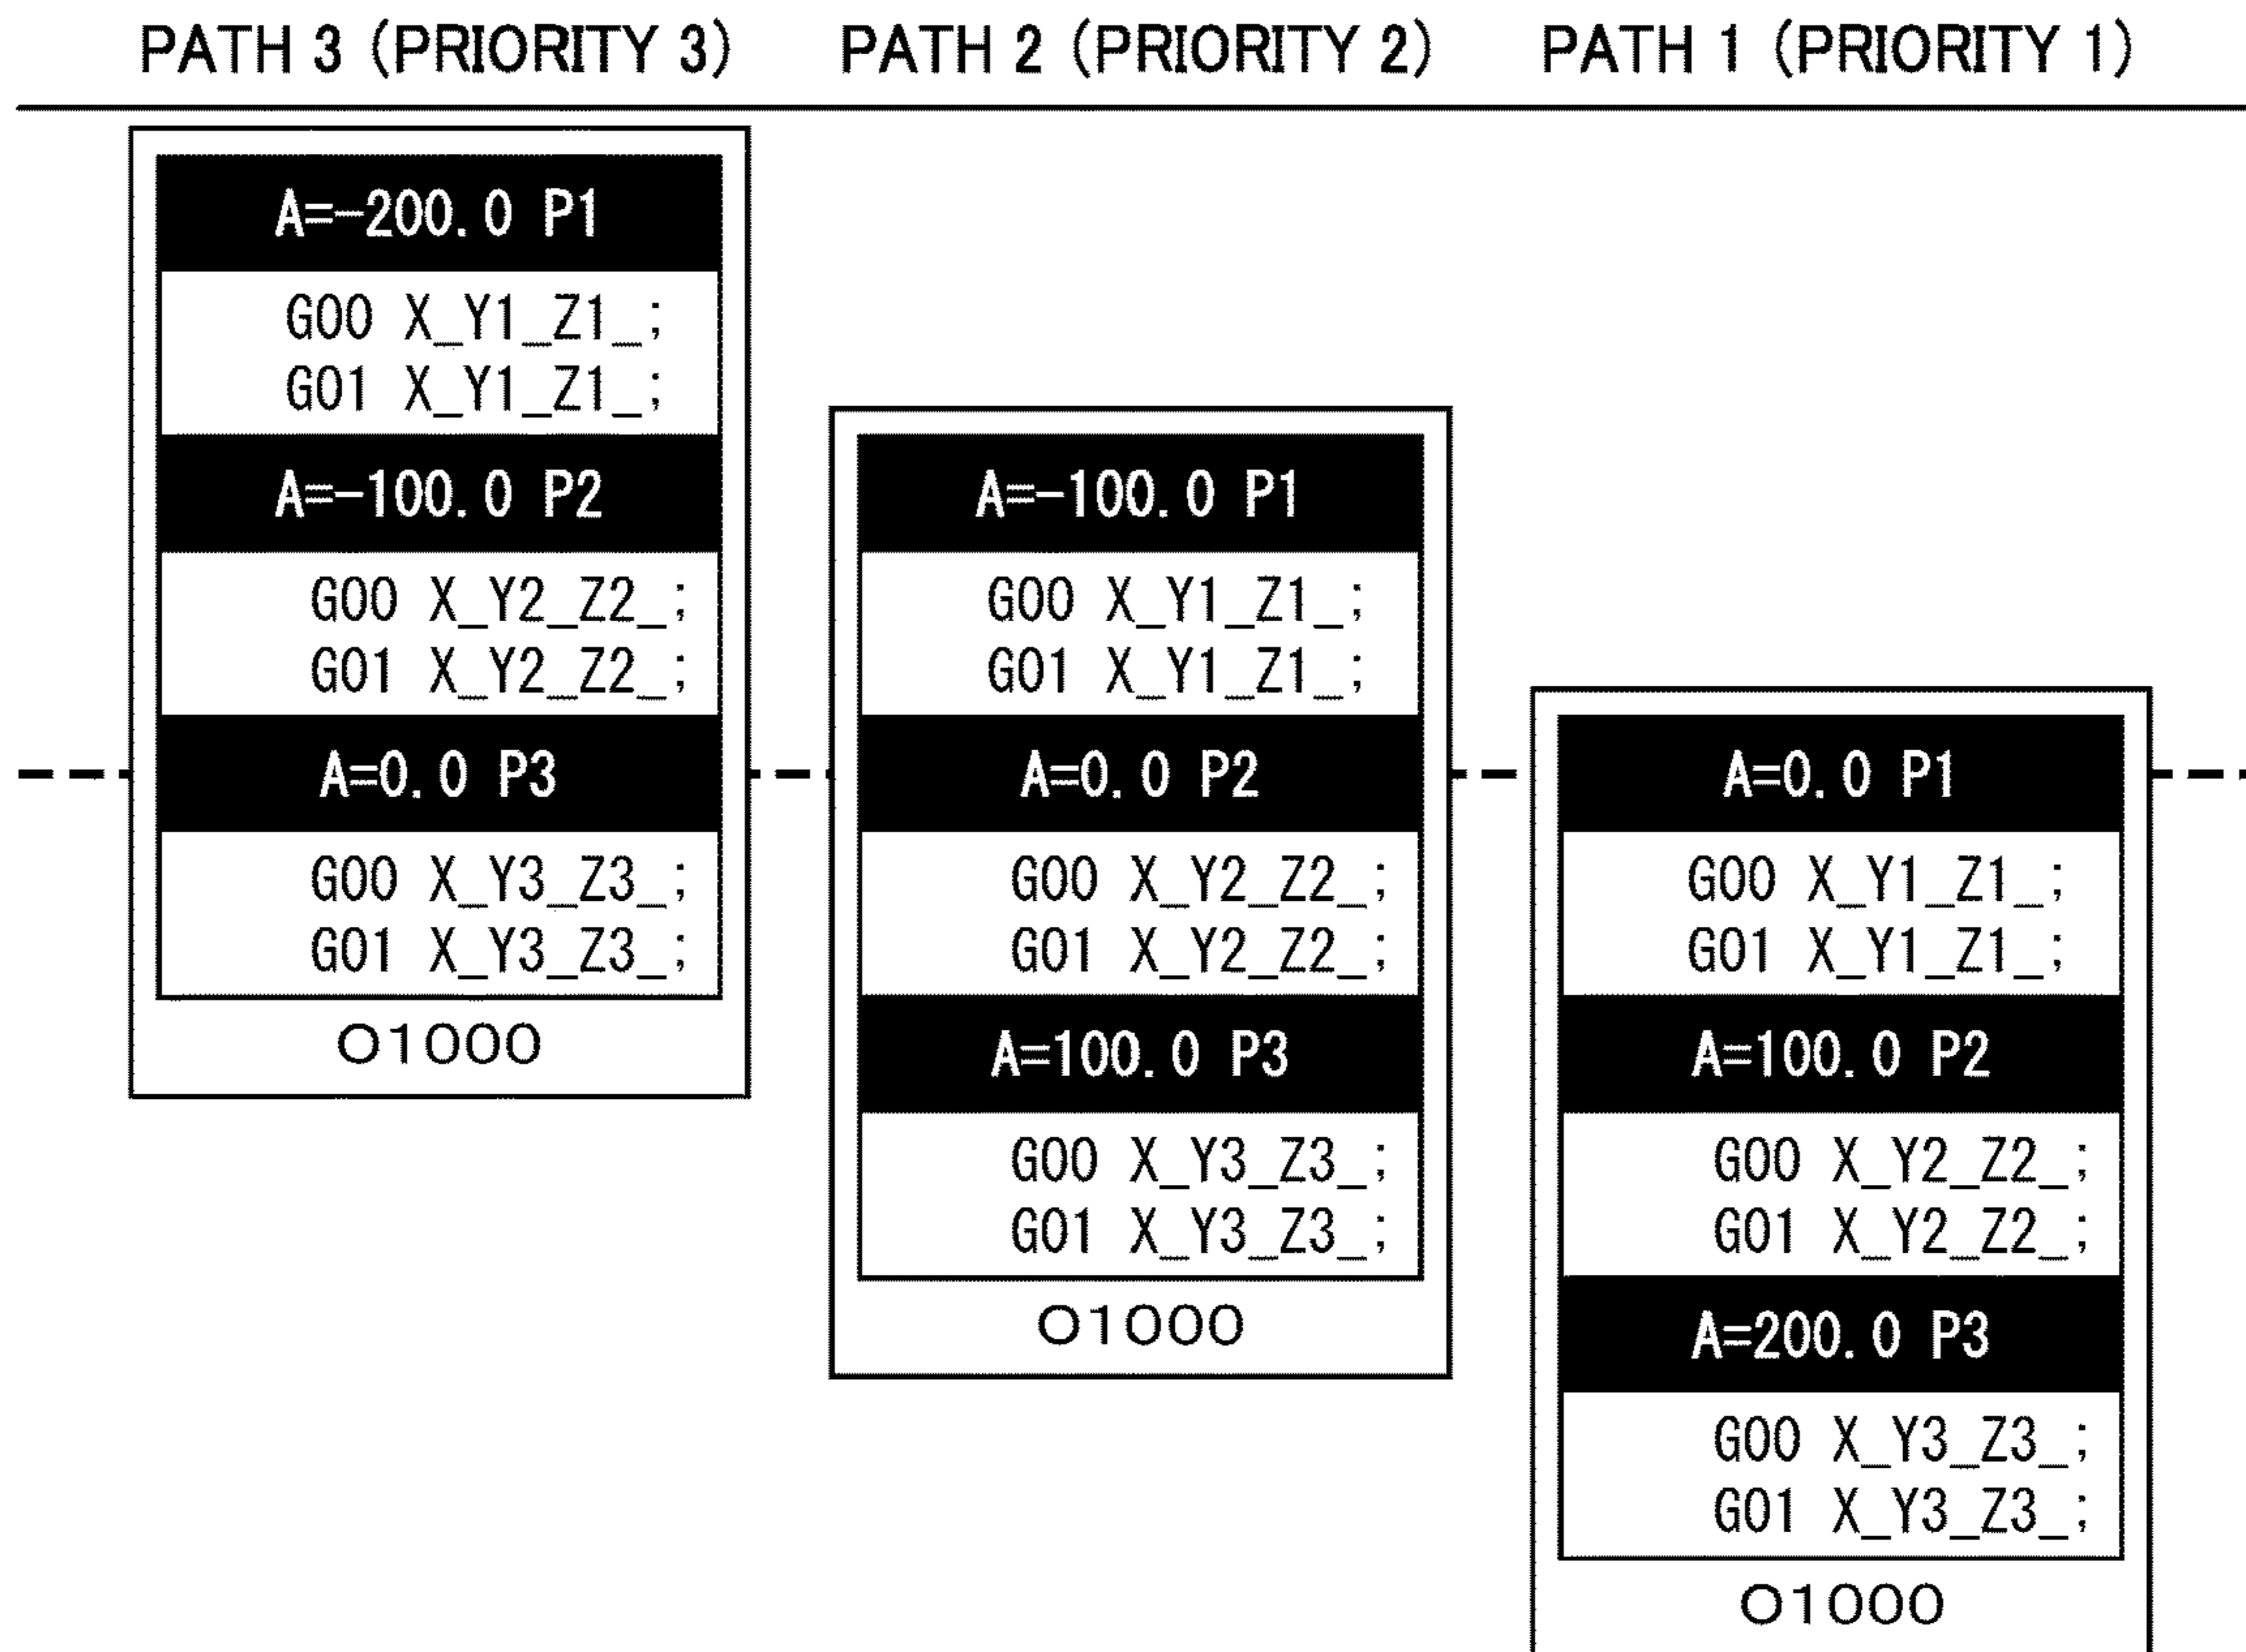 PATH 3 (PRIORITY 3)
PATH 2 (PRIORITY 2)
PATH 1 (PRIORITY 1)
A=-200.0 P1
G00 X_Y1_Z1_;
G01 X_Y1_Z1_;
A=-100.0 P2
G00 X_Y2_Z2_;
G01 X_Y2_Z2_;
A=0.0 P3
G00 X_Y3_Z3_;
G01 X_Y3_Z3_;
O1000
A=-100.0 P1
G00 X_Y1_Z1_;
G01 X_Y1_Z1_;
A=0.0 P2
G00 X_Y2_Z2_;
G01 X_Y2_Z2_;
A=100.0 P3
G00 X_Y3_Z3_;
G01 X_Y3_Z3_;
O1000
A=0.0 P1
G00 X_Y1_Z1_;
G01 X_Y1_Z1_;
A=100.0 P2
G00 X_Y2_Z2_;
G01 X_Y2_Z2_;
A=200.0 P3
G00 X_Y3_Z3_;
G01 X_Y3_Z3_;
O1000